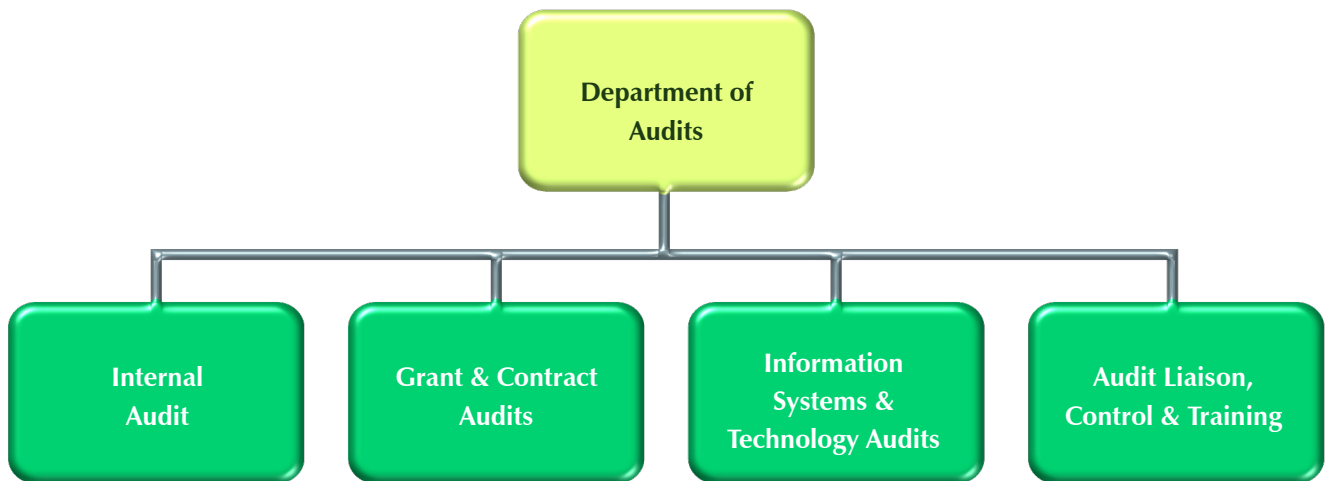 Department of
Audits
Internal
Audit
Grant & Contract
Audits
Information
Systems &
Technology Audits
Audit Liaison,
Control & Training